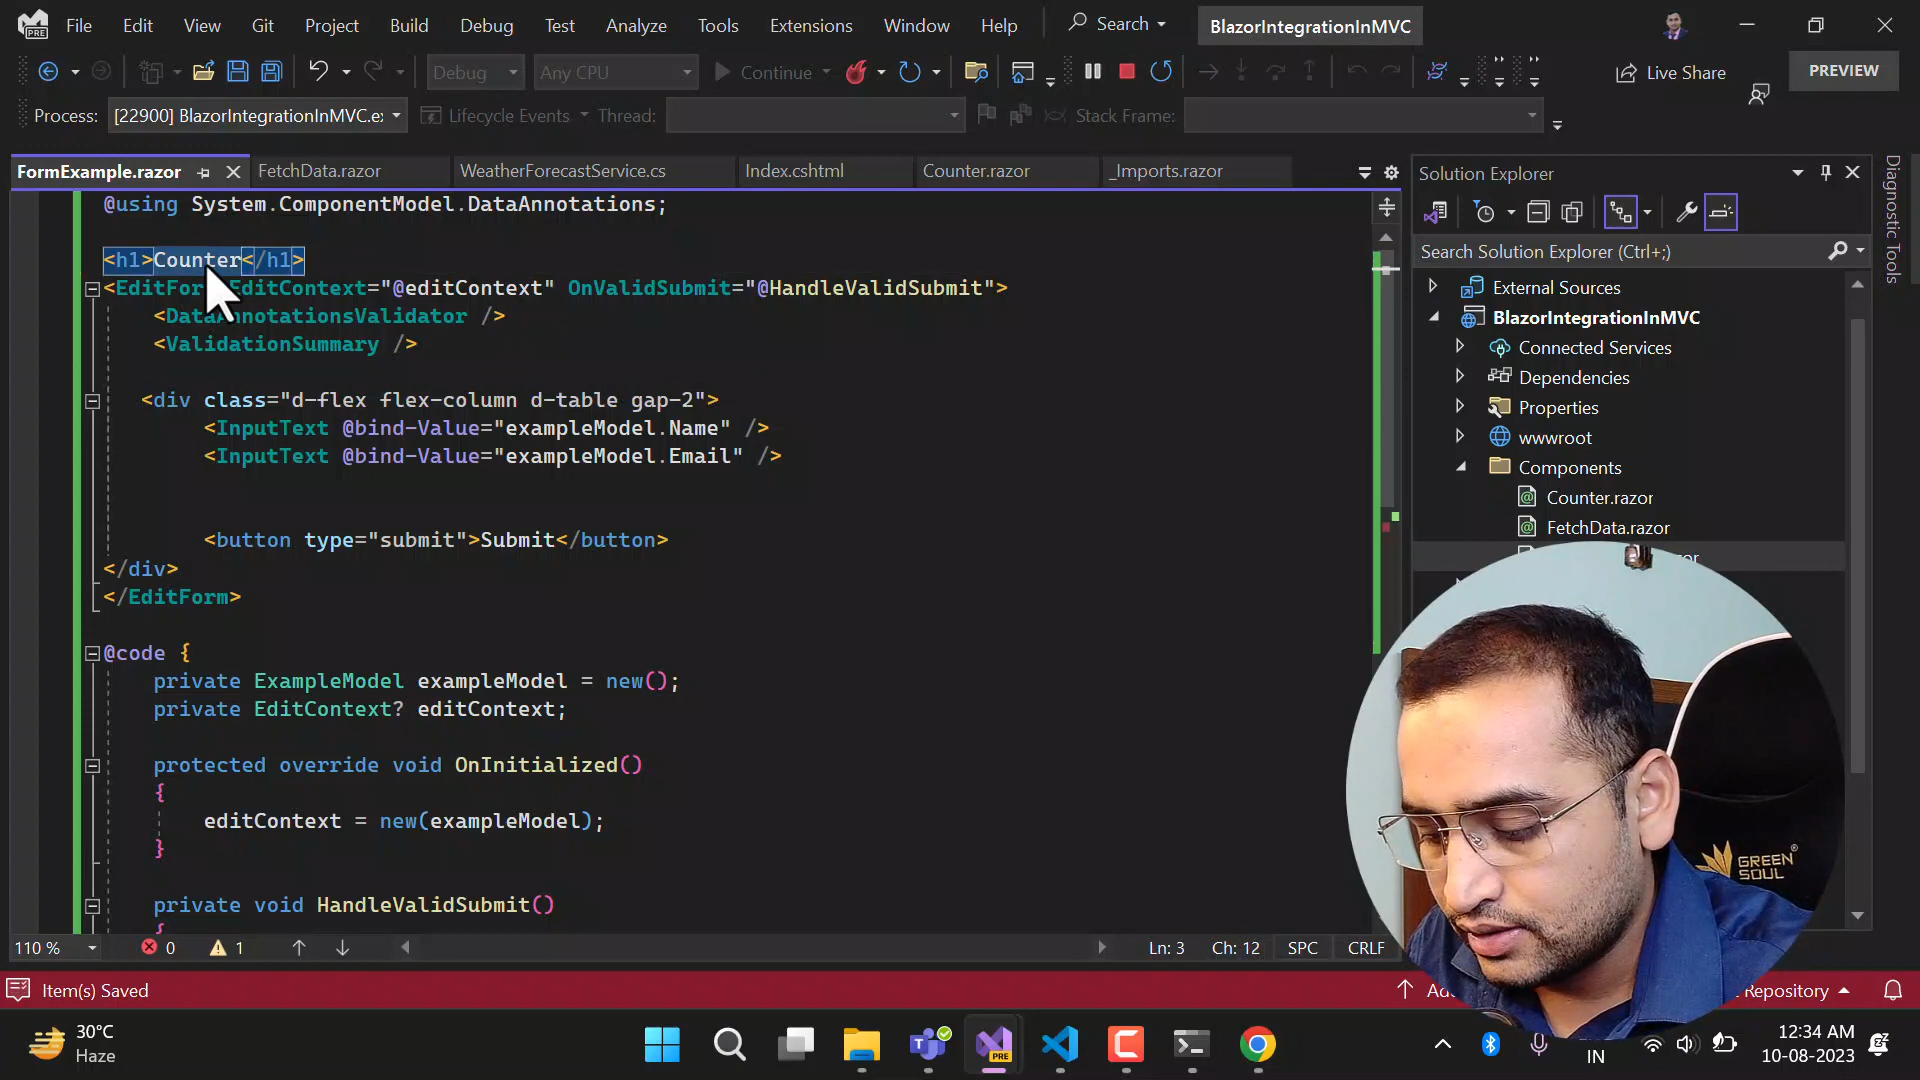 File Edit View Git Project Build Debug Test Analyze Tools Extensions Window Help Search BlazorIntegrationInMVC
Debug Any CPU Continue Live Share PREVIEW
Process: [22900] BlazorIntegrationInMVC.ex Lifecycle Events Thread: Stack Frame:
FormExample.razor FetchData.razor WeatherForecastService.cs Index.cshtml Counter.razor _Imports.razor
@using System.ComponentModel.DataAnnotations;
<h1>Counter</h1>
EditContext="@editContext" OnValidSubmit="@HandleValidSubmit">
<DataAnnotationsValidator />
<ValidationSummary />
<div class="d-flex flex-column d-table gap-2">
<InputText @bind-Value="exampleModel.Name" />
<InputText @bind-Value="exampleModel.Email" />
<button type="submit">Submit</button>
</div>
</EditForm>
@code {
private ExampleModel exampleModel = new();
private EditContext? editContext;
protected override void OnInitialized()
{
editContext = new(exampleModel);
}
private void HandleValidSubmit()
{
110 % 0 1 Ln: 3 Ch: 12 SPC CRLF
Solution Explorer
Search Solution Explorer (Ctrl+;)
External Sources
BlazorIntegrationInMVC
Connected Services
Dependencies
Properties
wwwroot
Components
Counter.razor
FetchData.razor
Diagnostic Tools
GREEN
SOUL
Item(s) Saved Repository
30°C
Haze
PRE
IN
12:34 AM
10-08-2023